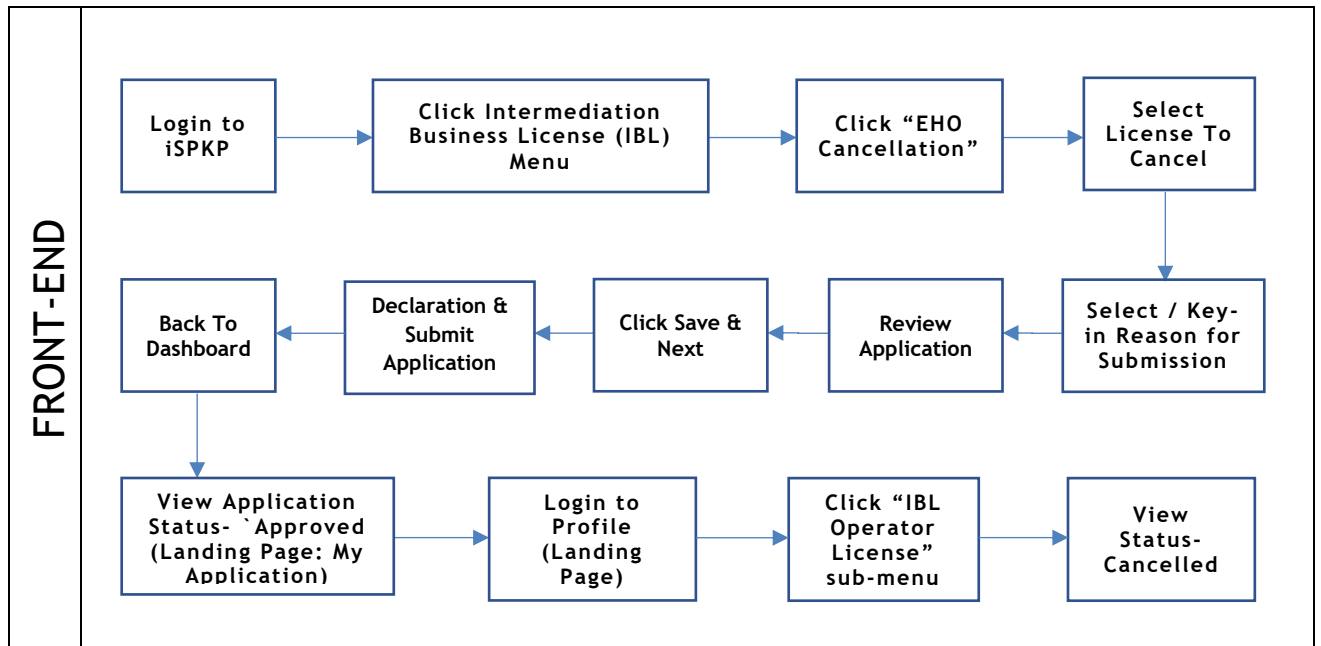 FRONT-END
Login to
iSPKP
Click Intermediation
Business License (IBL)
Menu
Click “EHO
Cancellation”
Select
License To
Cancel
Select / Key-
in Reason for
Submission
Review
Application
Click Save &
Next
Declaration &
Submit
Application
Back To
Dashboard
View Application
Status- `Approved
(Landing Page: My
Application)
Login to
Profile
(Landing
Page)
Click “IBL
Operator
License”
sub-menu
View
Status-
Cancelled